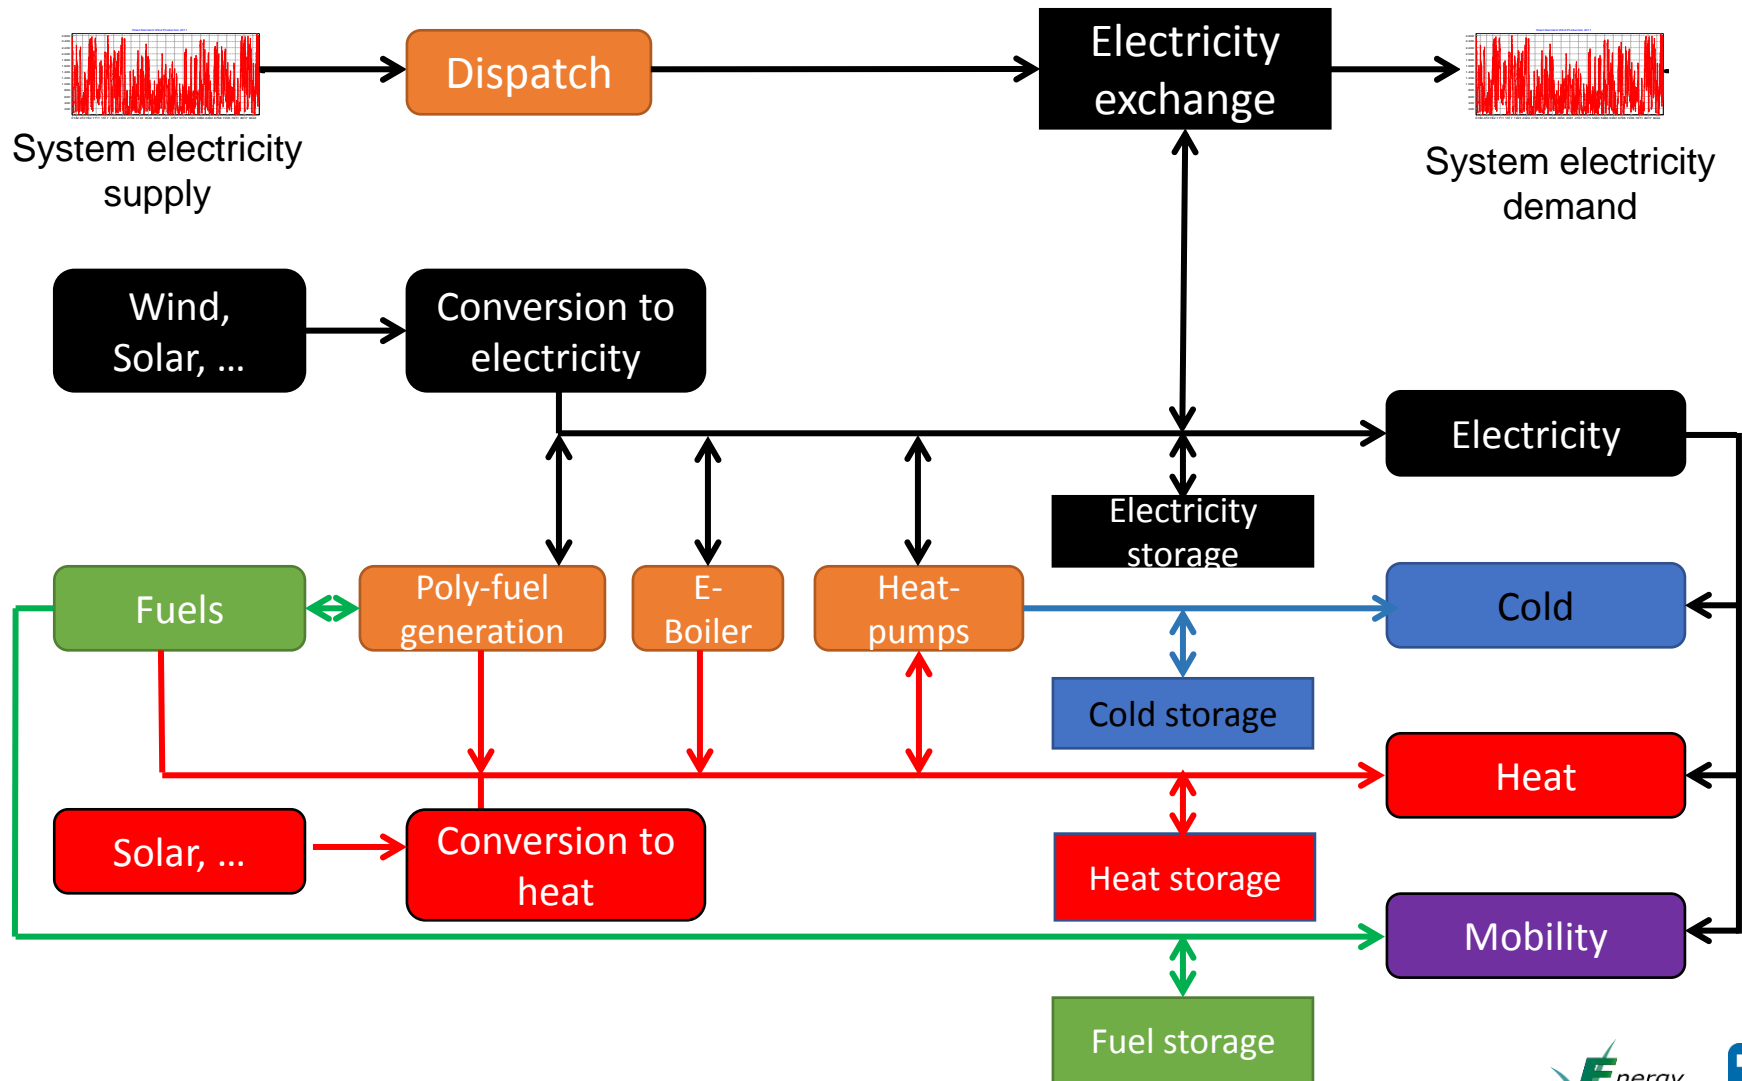 Dispatch
Electricity
exchange
System electricity
supply
System electricity
demand
Wind,
Solar, ...
Conversion to
electricity
Electricity
Electricity
storage
Fuels
Poly-fuel
generation
E-
Boiler
Heat-
pumps
Cold
Cold storage
Heat
Solar, ...
Conversion to
heat
Heat storage
Mobility
Fuel storage
Energy